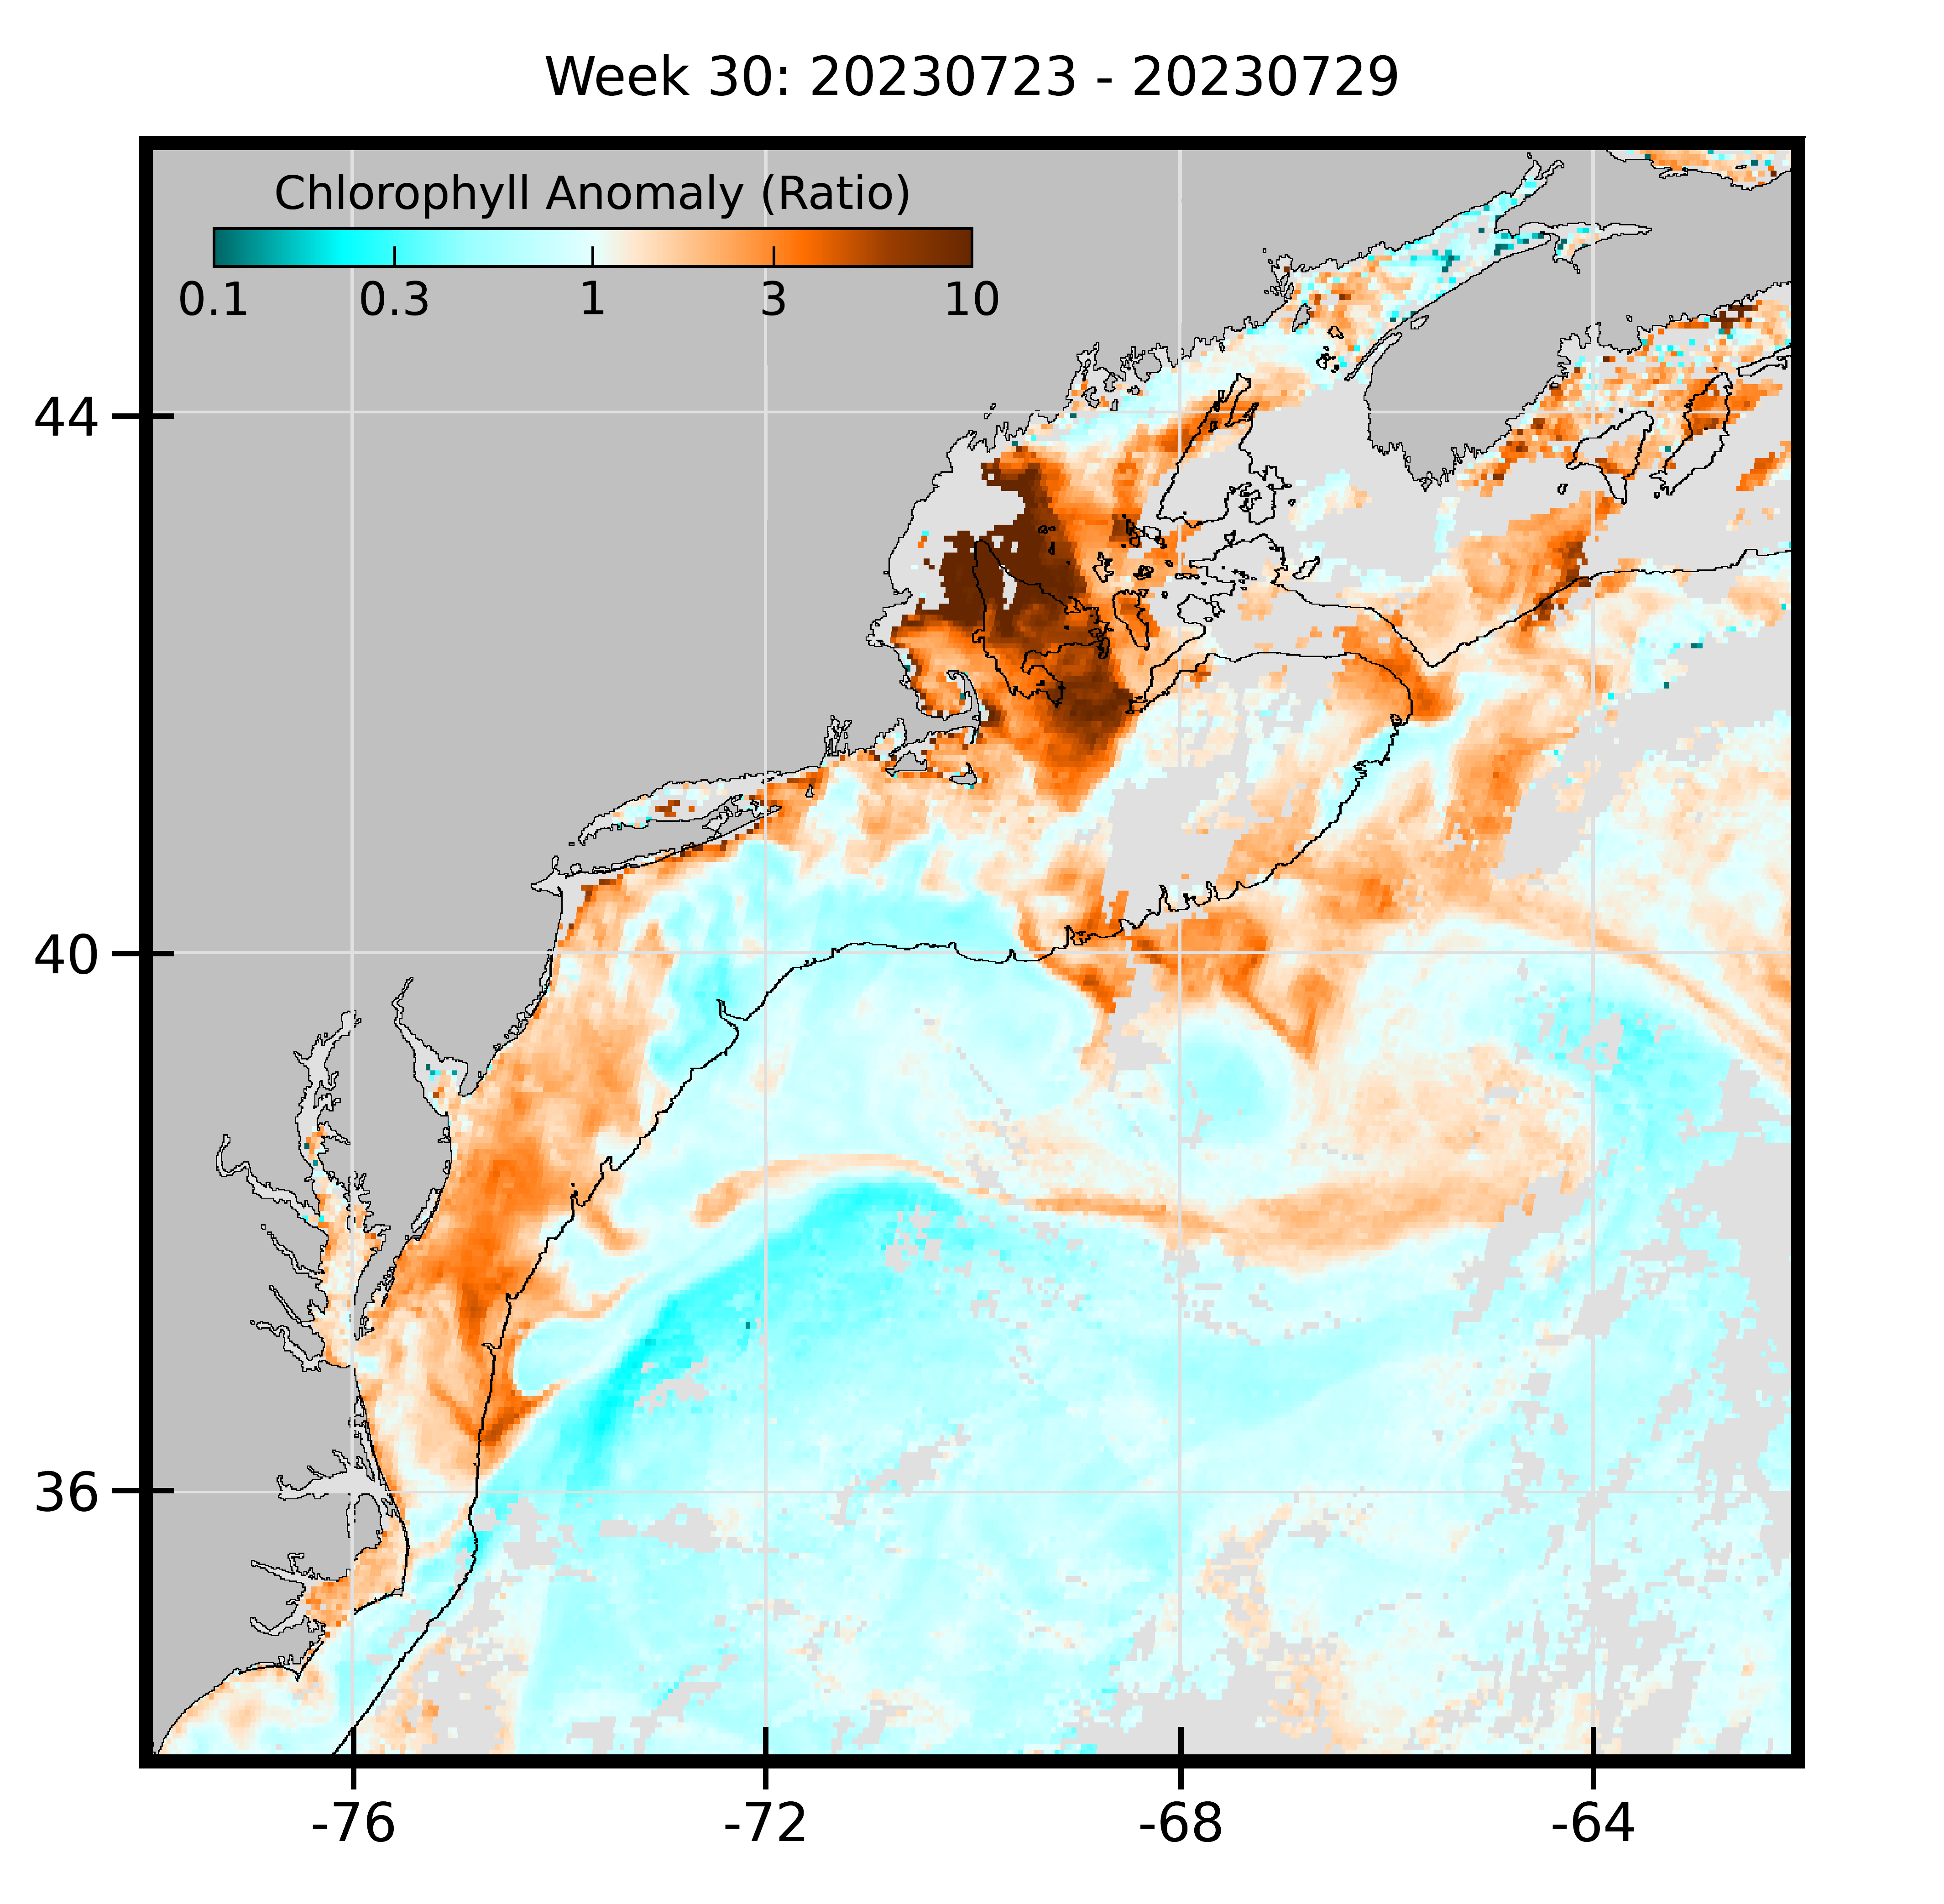 Week 30: 20230723 - 20230729
Chlorophyll Anomaly (Ratio)
0.1 0.3 1 3 10
44
40
36
-76 -72 -68 -64